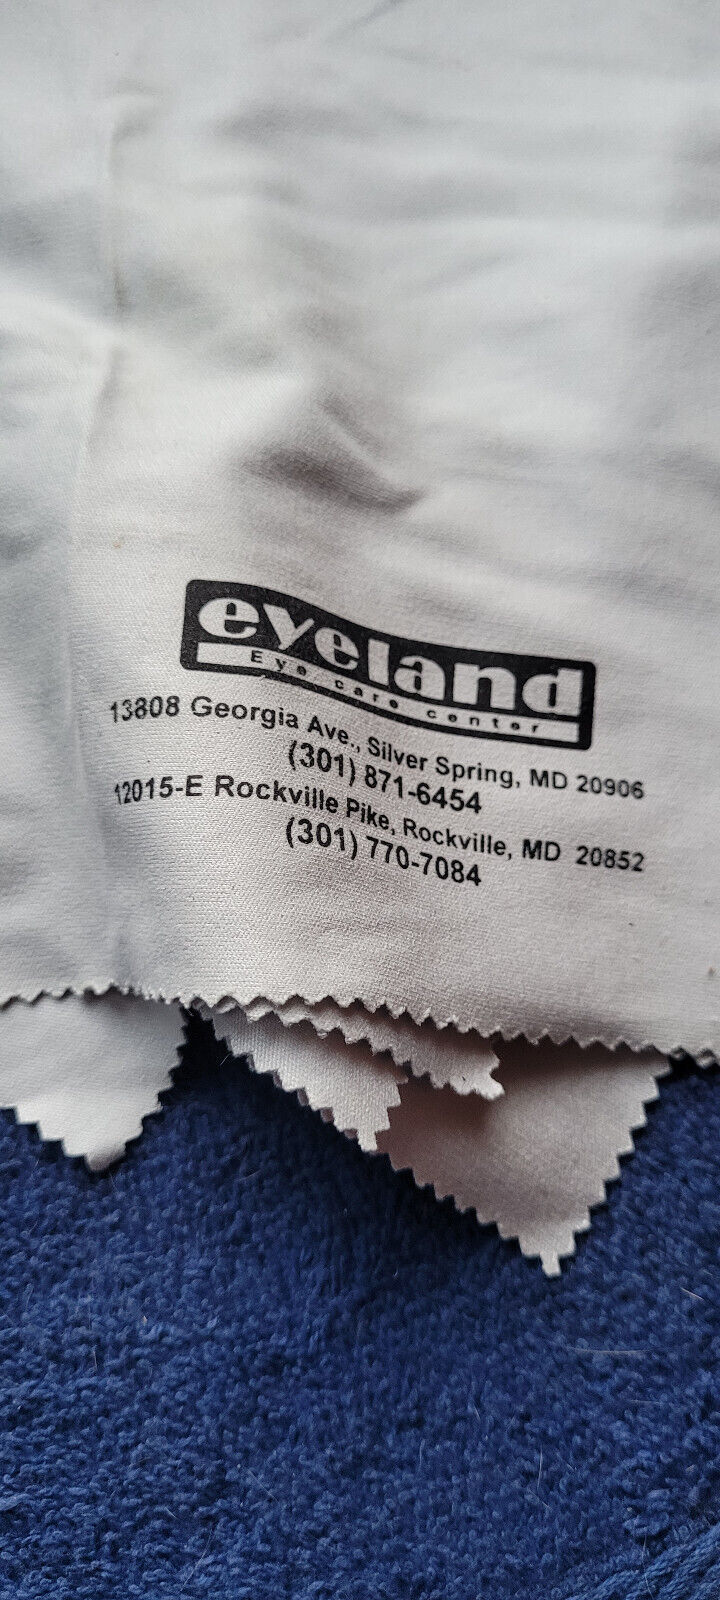 eyeland
Eye care center
13808 Georgia Ave., Silver Spring, MD 20906
(301) 871-6454
12015-E Rockville Pike, Rockville, MD 20852
(301) 770-7084